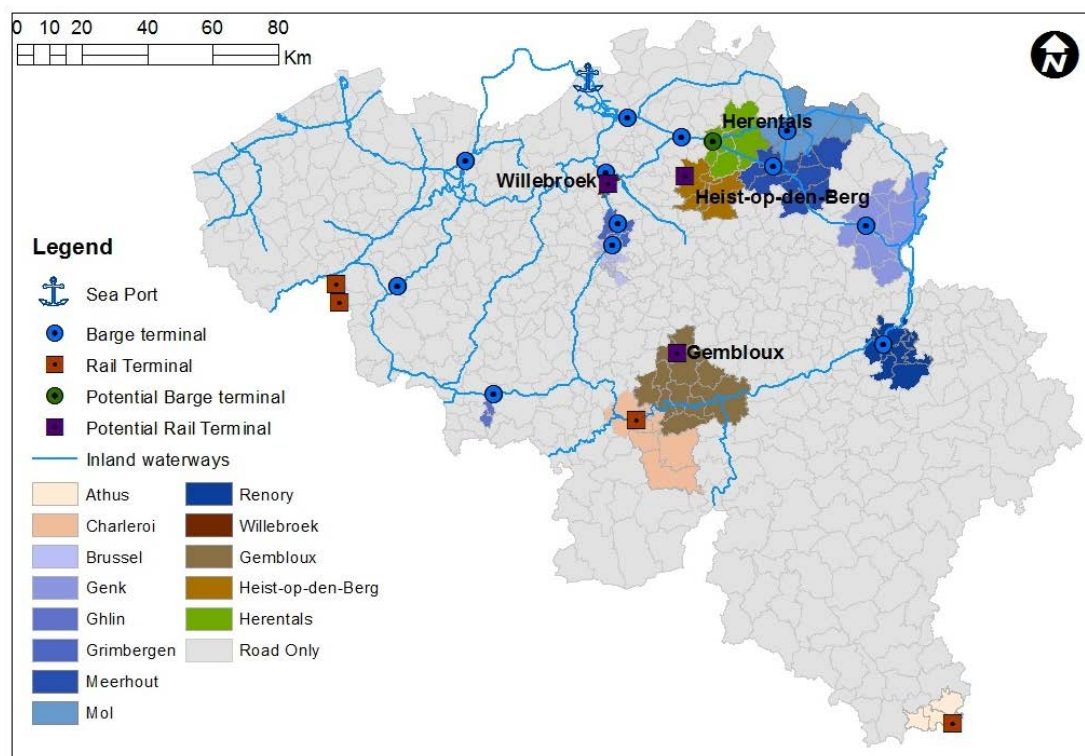 0 10 20 40 60 80
Km
N
Herentals
Willebroek
Heist-op-den-Berg
Gembloux
Legend
Sea Port
Barge terminal
Rail Terminal
Potential Barge terminal
Potential Rail Terminal
Inland waterways
Athus
Charleroi
Brussel
Genk
Ghlin
Grimbergen
Meerhout
Mol
Renory
Willebroek
Gembloux
Heist-op-den-Berg
Herentals
Road Only